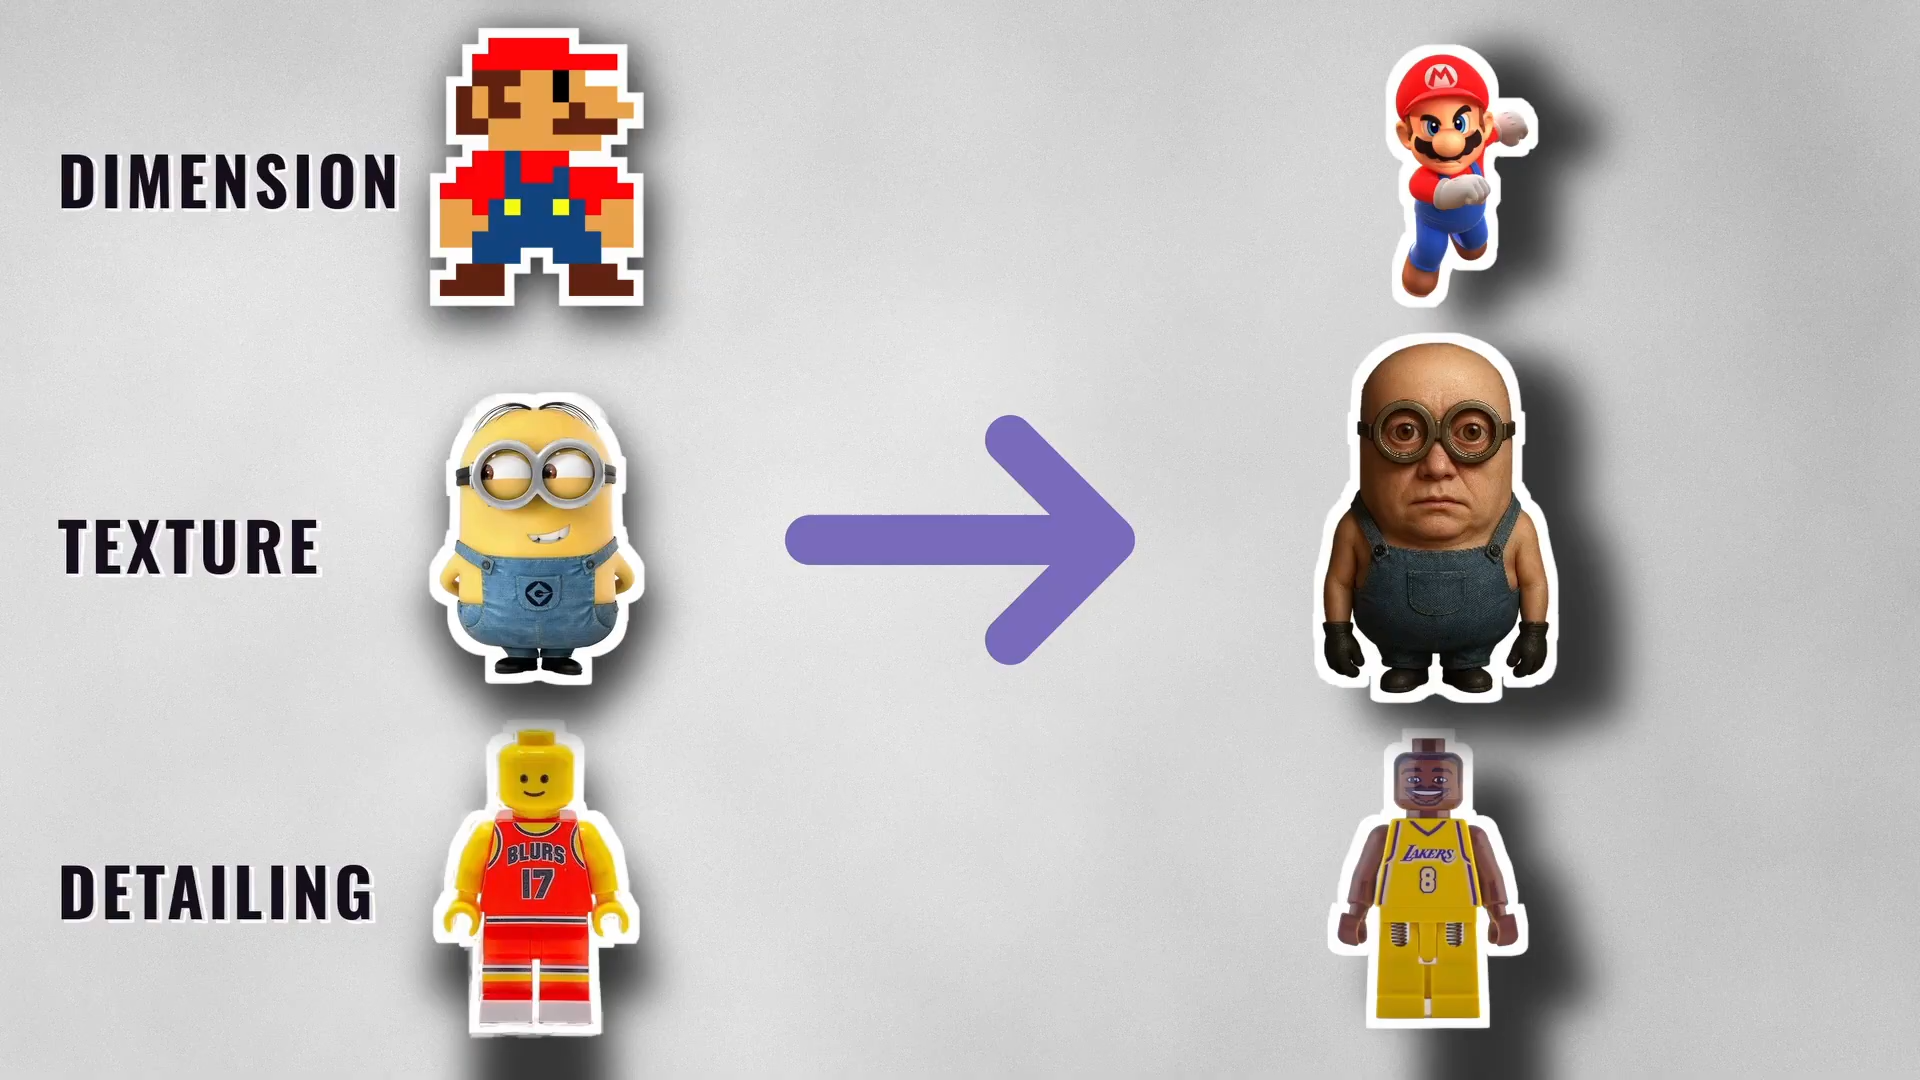 DIMENSION
M
TEXTURE
G
DETAILING
BLURS
17
LAKERS
8